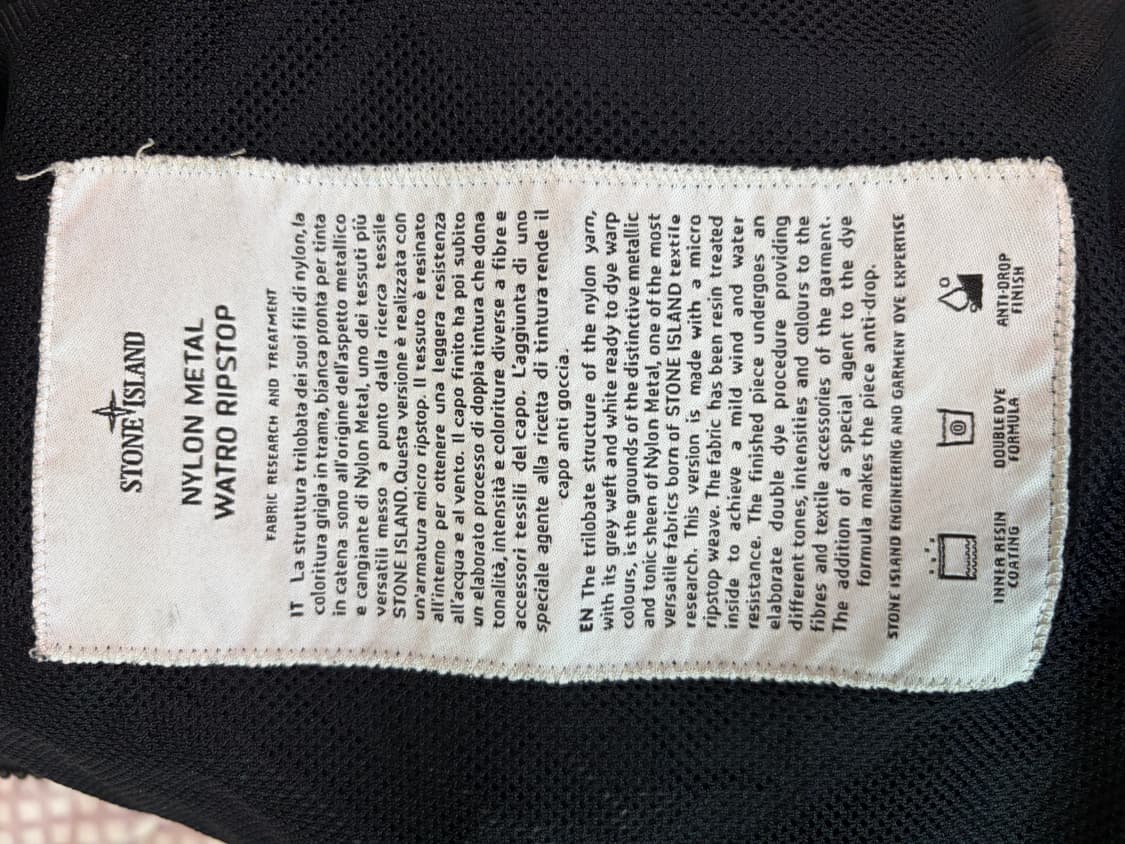 STONE ISLAND
NYLON METAL
WATRO RIPSTOP
FABRIC RESEARCH AND TREATMENT
IT La struttura trilobata dei suoi fili di nylon, la
coloritura grigia in trama, bianca pronta per tinta
in catena sono all'origine dell'aspetto metallico
e cangiante di Nylon Metal, uno dei tessuti più
versatili messo a punto dalla ricerca tessile
STONE ISLAND. Questa versione è realizzata con
un'armatura micro ripstop. Il tessuto è resinato
all'interno per ottenere una leggera resistenza
all'acqua e al vento. Il capo finito ha poi subito
un elaborato processo di doppia tintura che dona
tonalità, intensità e coloriture diverse a fibre e
accessori tessili del capo. L'aggiunta di uno
speciale agente alla ricetta di tintura rende il
capo anti goccia.
EN The trilobate structure of the nylon yarn,
with its grey weft and white ready to dye warp
colous, is the grounds of the distinctive metallic
and tonic sheen of Nylon Metal, one of the most
versatile fabrics born of STONE ISLAND textile
research. This version is made with a micro
ripstop weave. The fabric has been resin treated
inside to achieve a mild wind and water
resistance. The finished piece undergoes an
elaborate double dye procedure providing
different tones, intensities and colours to the
fibres and textile accessories of the garment.
The addition of a special agent to the dye
formula makes the piece anti-drop.
STONE ISLAND ENGINEERING AND GARMENT DYE EXPERTISE
INNER RESIN
COATING
DOUBLE DYE
FORMULA
ANTI-DROP
FINISH